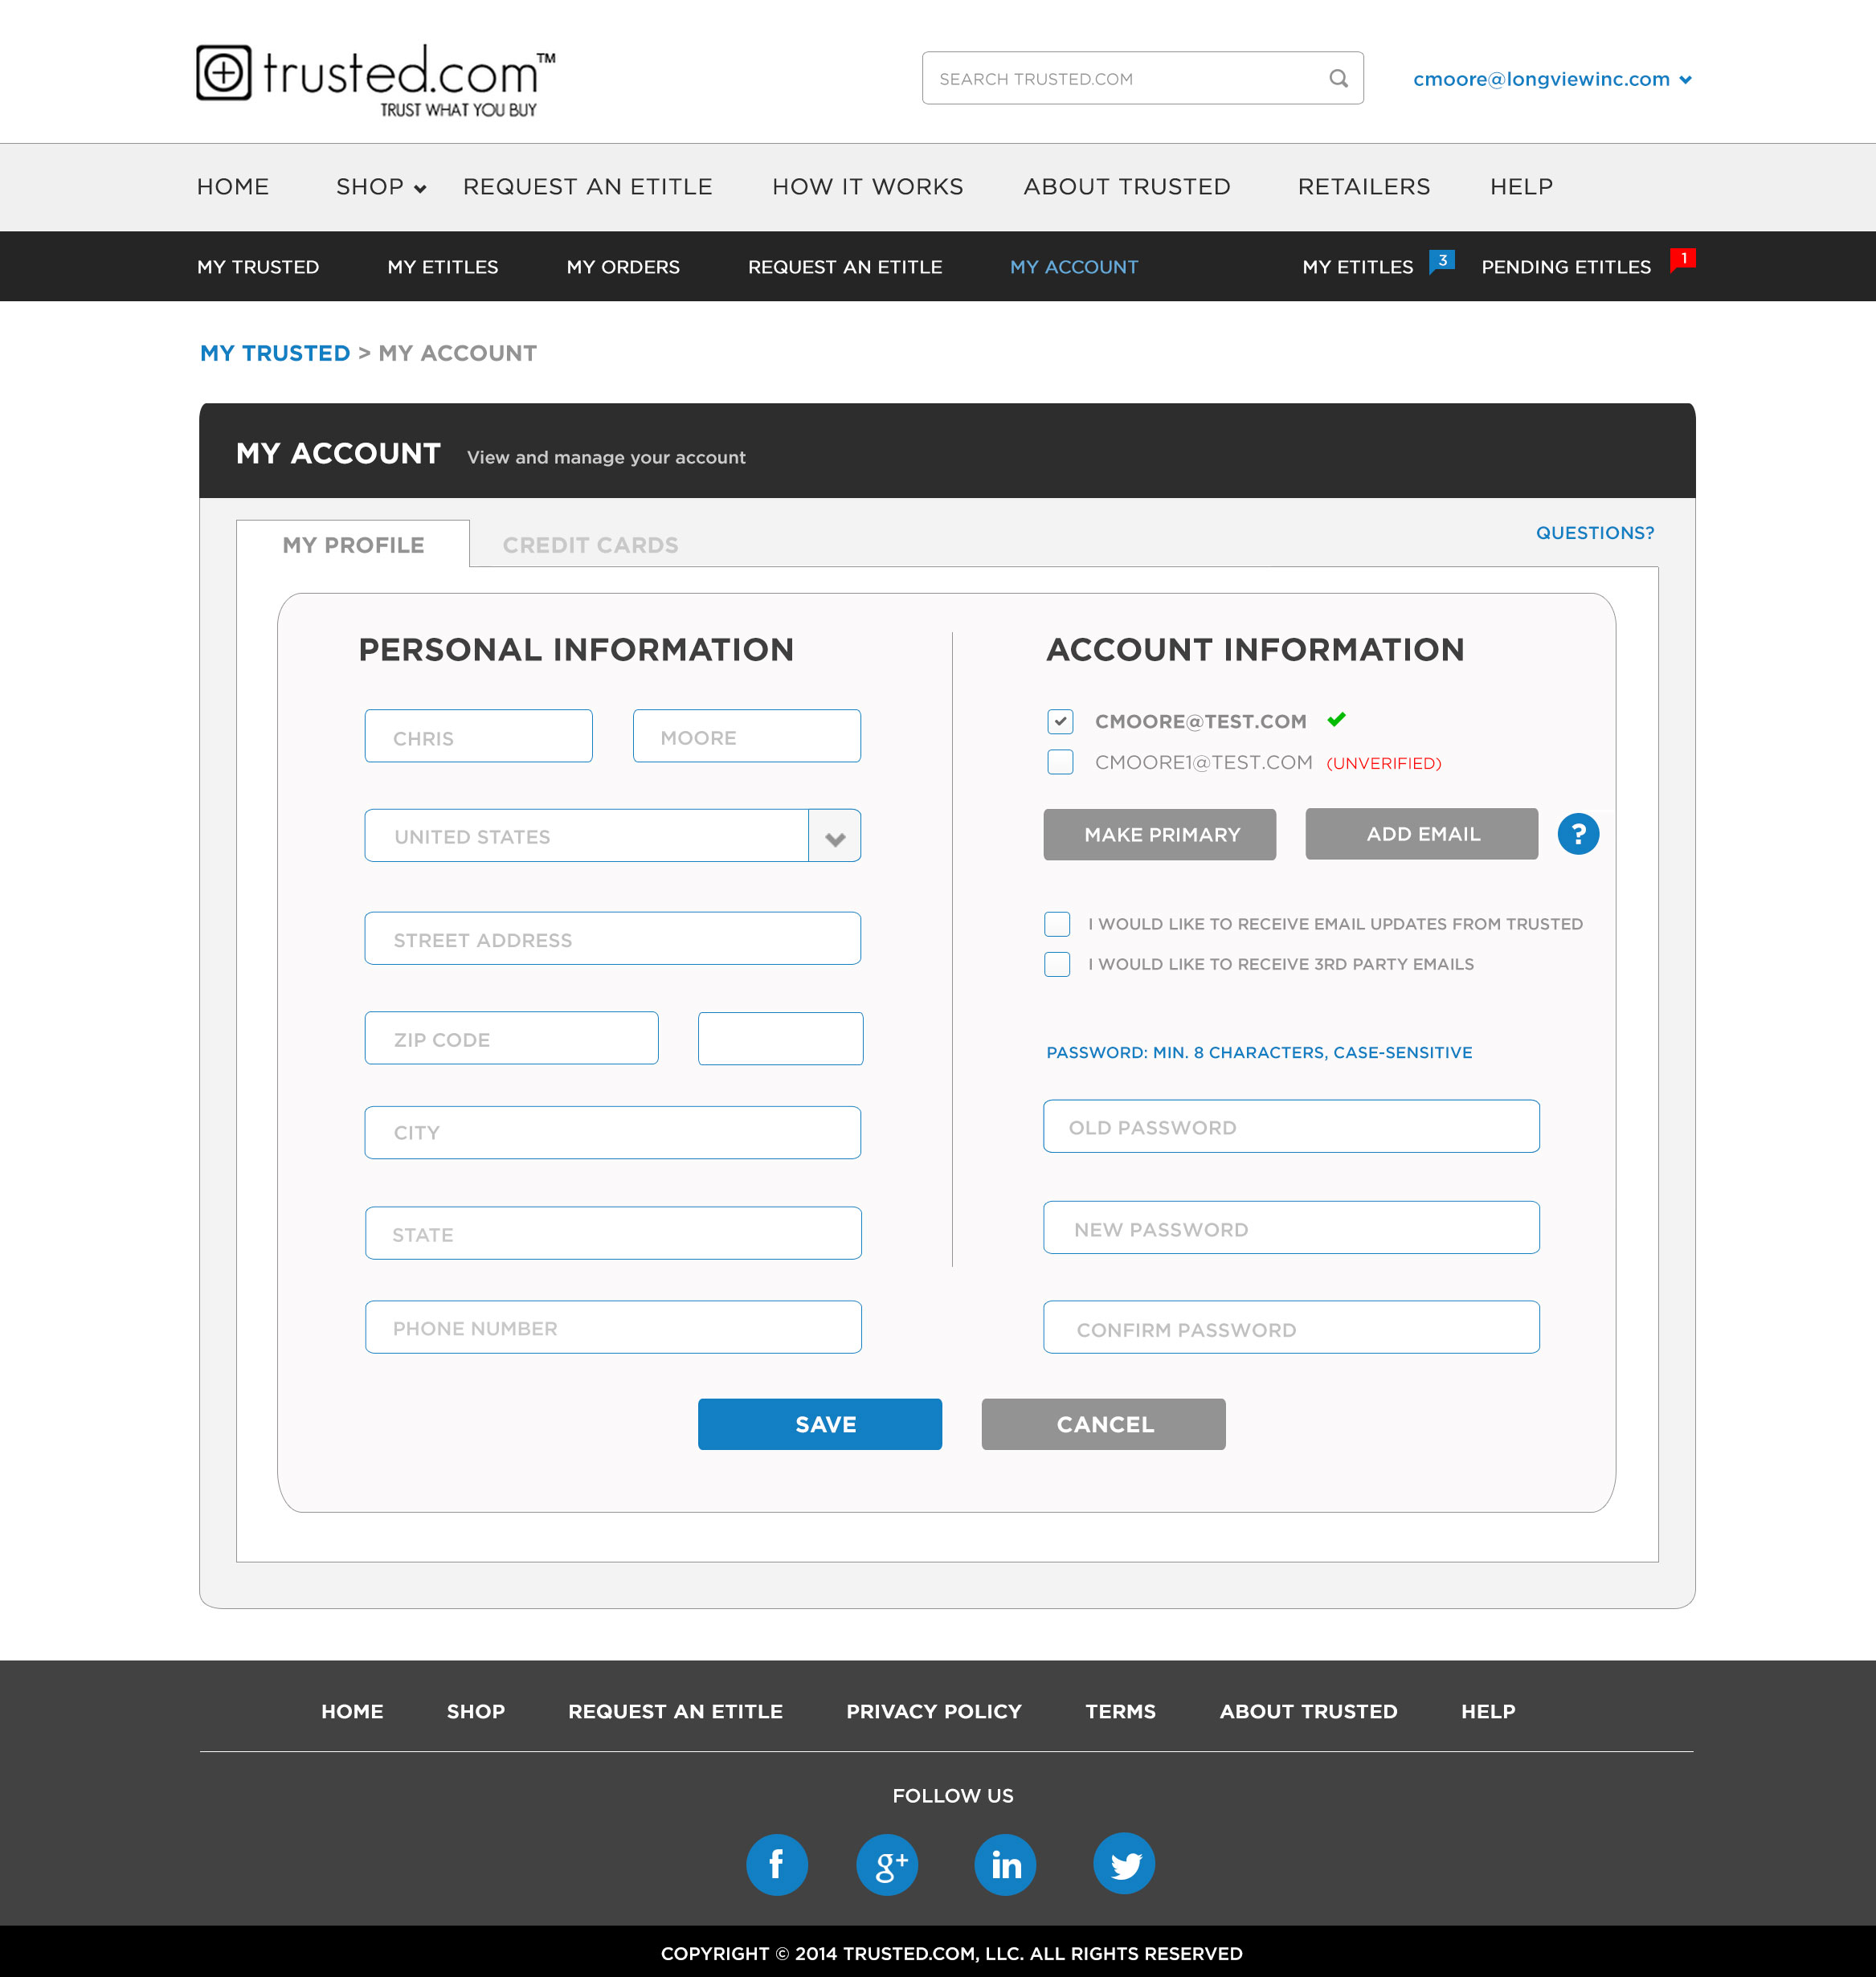 trusted.com™
TRUST WHAT YOU BUY
SEARCH TRUSTED.COM
cmoore@longviewinc.com
HOME SHOP REQUEST AN ETITLE HOW IT WORKS ABOUT TRUSTED RETAILERS HELP
MY TRUSTED MY ETITLES MY ORDERS REQUEST AN ETITLE MY ACCOUNT MY ETITLES 3 PENDING ETITLES 1
MY TRUSTED > MY ACCOUNT
MY ACCOUNT View and manage your account
MY PROFILE CREDIT CARDS QUESTIONS?
PERSONAL INFORMATION
CHRIS MOORE
UNITED STATES
STREET ADDRESS
ZIP CODE
CITY
STATE
PHONE NUMBER
ACCOUNT INFORMATION
CMOORE@TEST.COM
CMOORE1@TEST.COM (UNVERIFIED)
MAKE PRIMARY ADD EMAIL ?
I WOULD LIKE TO RECEIVE EMAIL UPDATES FROM TRUSTED
I WOULD LIKE TO RECEIVE 3RD PARTY EMAILS
PASSWORD: MIN. 8 CHARACTERS, CASE-SENSITIVE
OLD PASSWORD
NEW PASSWORD
CONFIRM PASSWORD
SAVE CANCEL
HOME SHOP REQUEST AN ETITLE PRIVACY POLICY TERMS ABOUT TRUSTED HELP
FOLLOW US
f g+ in
COPYRIGHT © 2014 TRUSTED.COM, LLC. ALL RIGHTS RESERVED